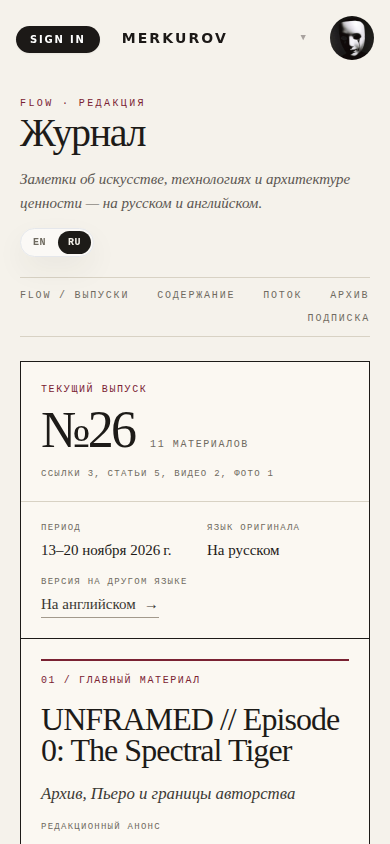 SIGN IN
MERKUROV
▼
FLOW · РЕДАКЦИЯ
Журнал
Заметки об искусстве, технологиях и архитектуре
ценности — на русском и английском.
EN RU
FLOW / ВЫПУСКИ СОДЕРЖАНИЕ ПОТОК АРХИВ
ПОДПИСКА
ТЕКУЩИЙ ВЫПУСК
№26 11 МАТЕРИАЛОВ
ССЫЛКИ 3, СТАТЬИ 5, ВИДЕО 2, ФОТО 1
ПЕРИОД ЯЗЫК ОРИГИНАЛА
13–20 ноября 2026 г. На русском
ВЕРСИЯ НА ДРУГОМ ЯЗЫКЕ
На английском →
01 / ГЛАВНЫЙ МАТЕРИАЛ
UNFRAMED // Episode
0: The Spectral Tiger
Архив, Пьеро и границы авторства
РЕДАКЦИОННЫЙ АНОНС